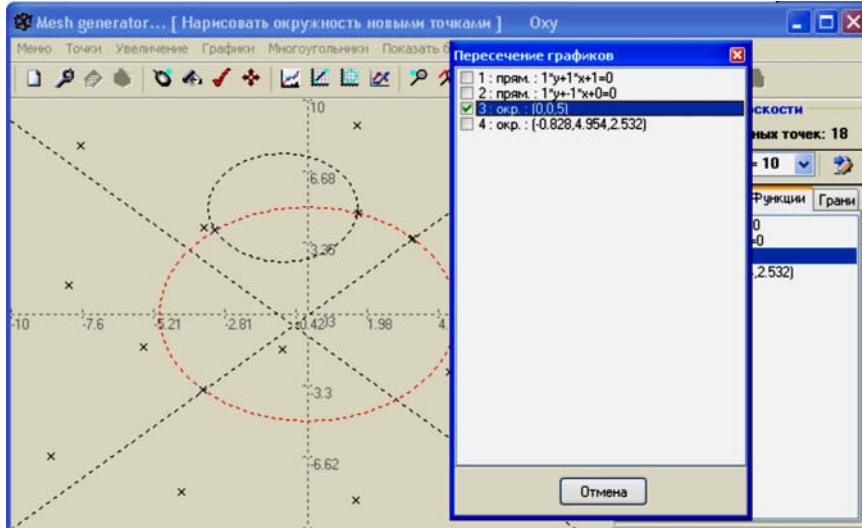 Mesh generator... [ Нарисовать окружность новыми точками ] Oxy
Меню Точки Увеличение Графики Многоугольники Показать
Пересечение графиков
1 : прям. : 1*y+1*x+1=0
2 : прям. : 1*y+-1*x+0=0
3 : окр. : (0,0,5)
4 : окр. : (-0.828,4.954,2.532)
скости
ных точек: 18
= 10
Функции Грани
0
=0
,2.532)
10
6.68
3.35
-10 -7.6 -5.21 -2.81 1.98 4.
-3.3
-6.62
Отмена